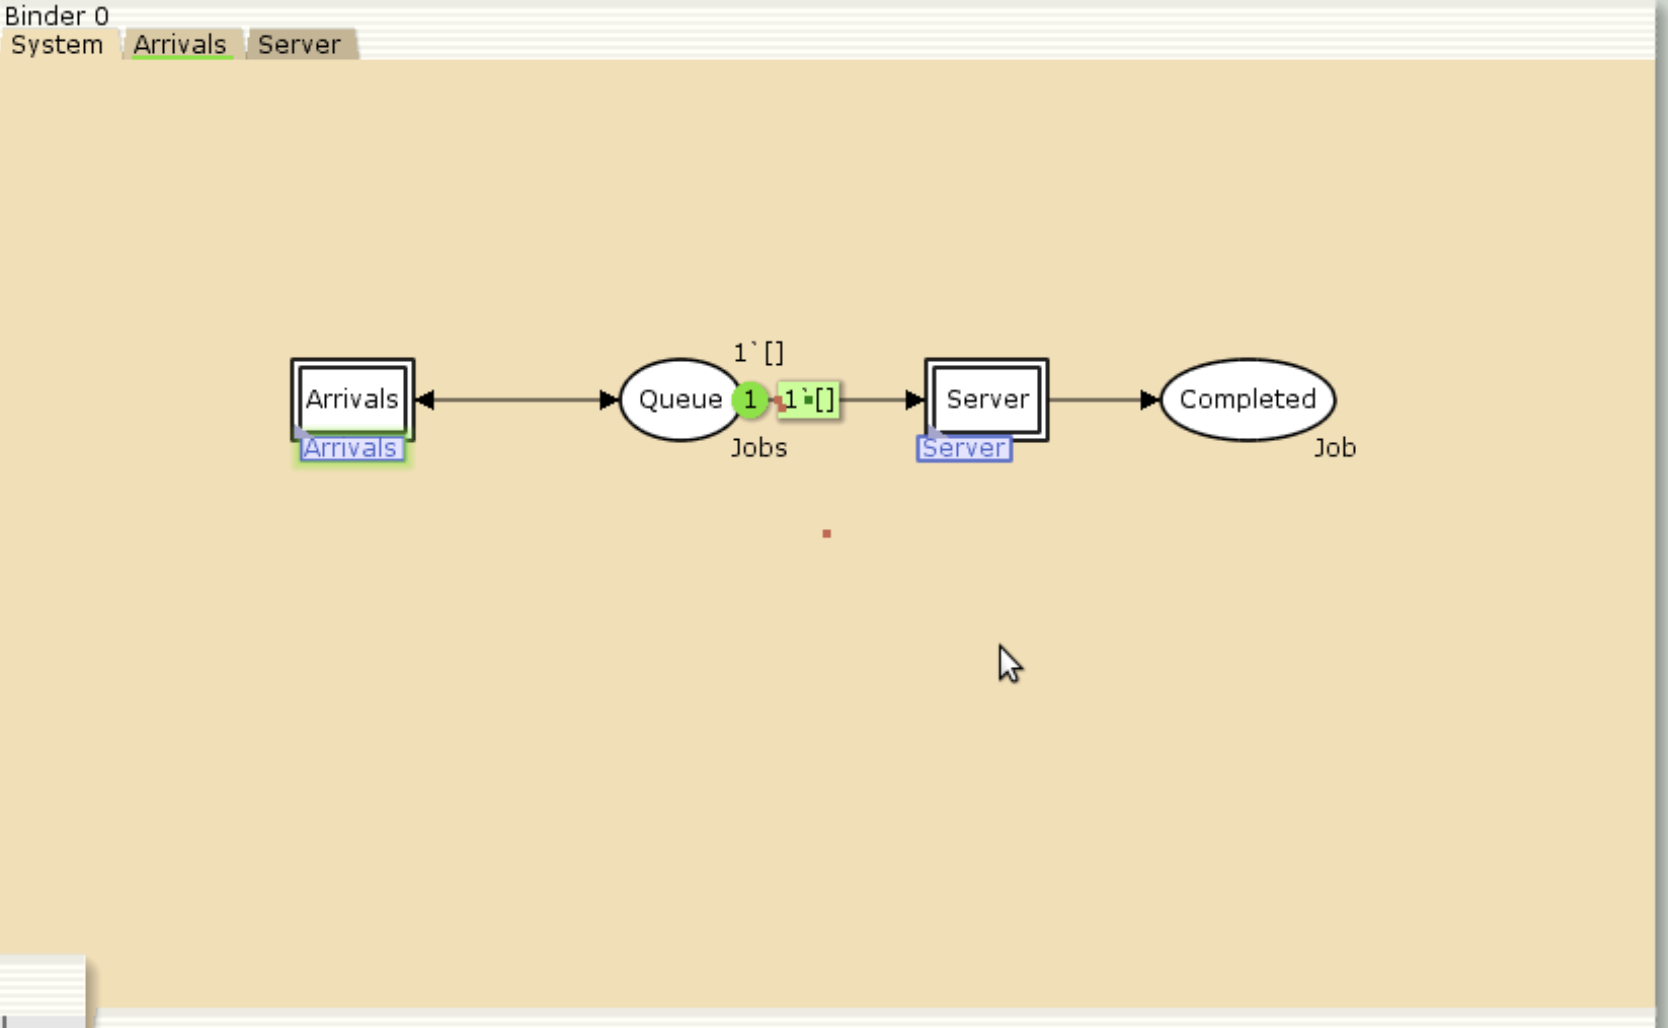 Binder 0
System Arrivals Server
1`[]
Arrivals Queue 1 1`[] Server Completed
Arrivals Jobs Server Job